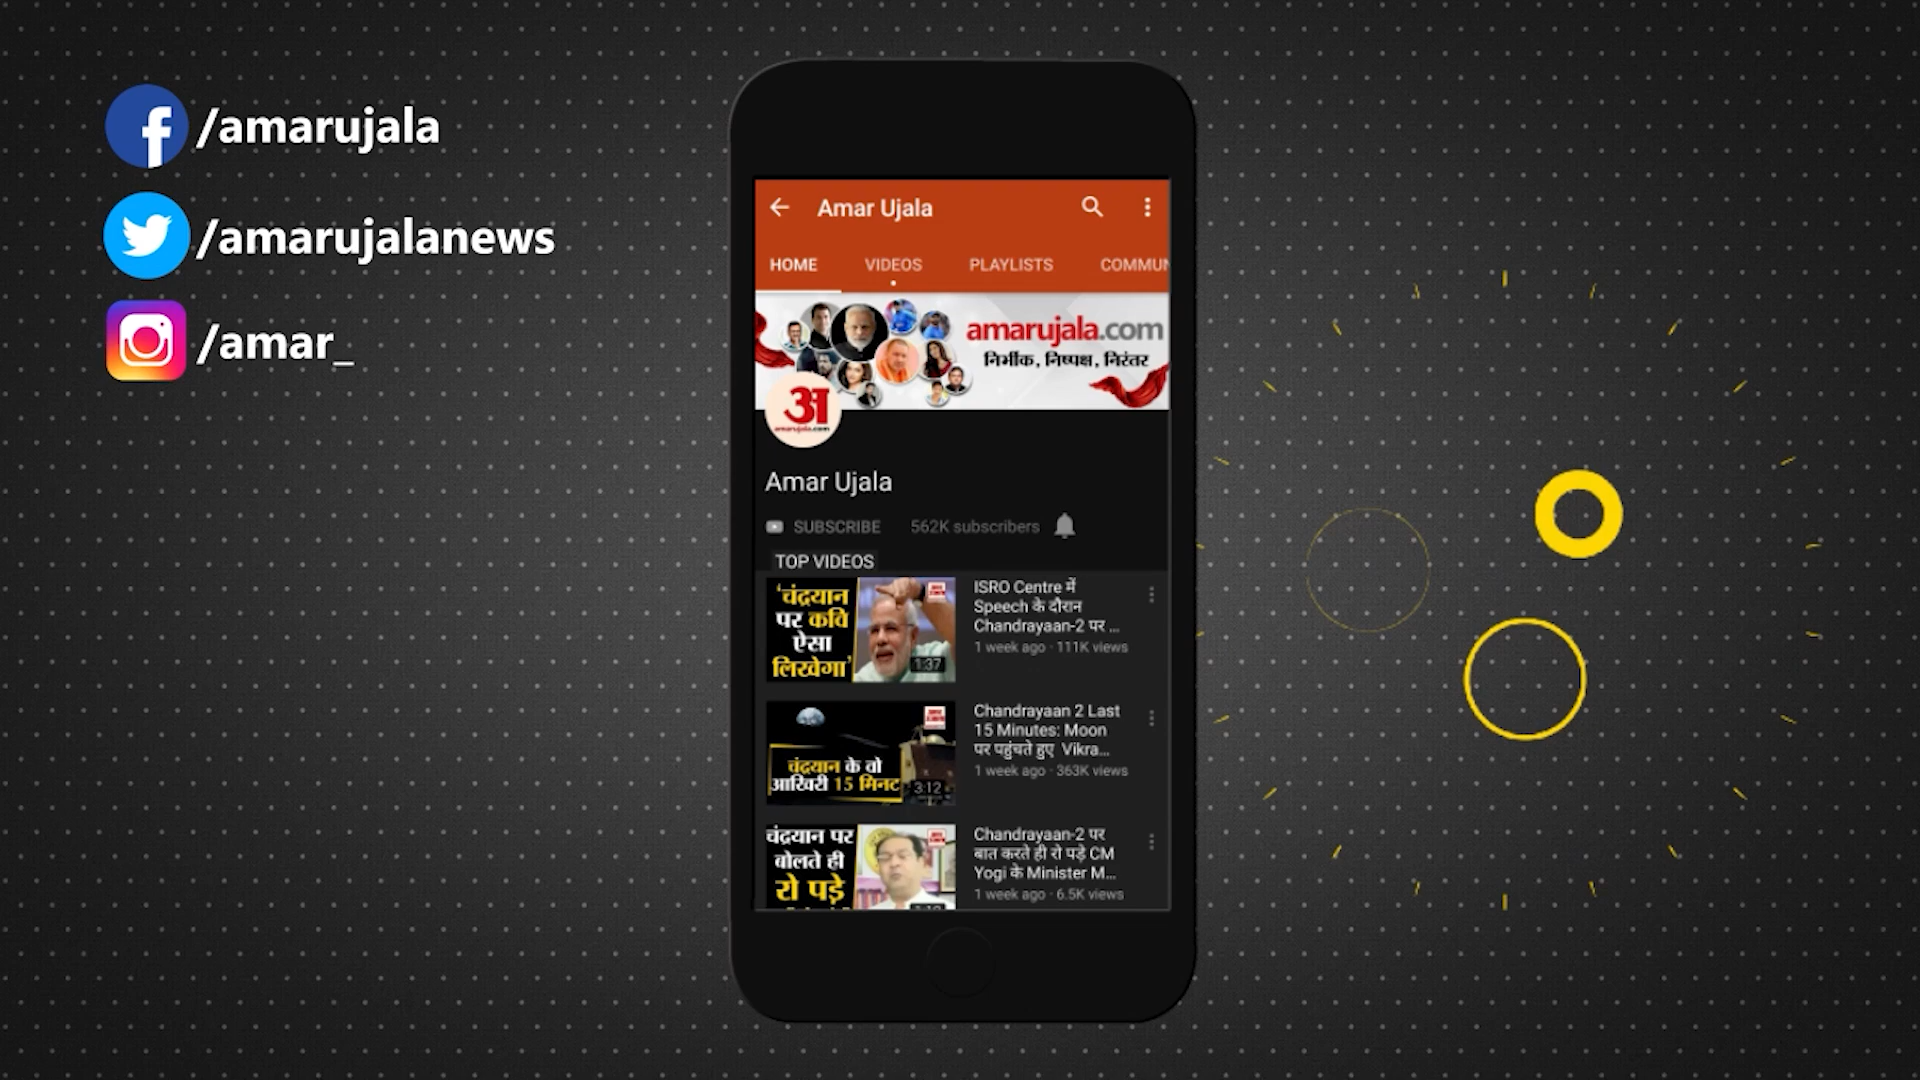 /amarujala
/amarujalanews
/amar_
Amar Ujala
HOME VIDEOS PLAYLISTS COMMUN
amarujala.com
निर्भीक, निष्पक्ष, निरंतर
अ
amarujala.com
Amar Ujala
SUBSCRIBE 562K subscribers
TOP VIDEOS
'चंद्रयान
पर कवि
ऐसा
लिखेगा'
1:37
ISRO Centre में
Speech के दौरान
Chandrayaan-2 पर ...
1 week ago · 111K views
चंद्रयान के वो
आखिरी 15 मिनट
3:12
Chandrayaan 2 Last
15 Minutes: Moon
पर पहुंचते हुए Vikra...
1 week ago · 363K views
चंद्रयान पर
बोलते ही
रो पड़े
Chandrayaan-2 पर
बात करते ही रो पड़े CM
Yogi के Minister M...
1 week ago · 6.5K views